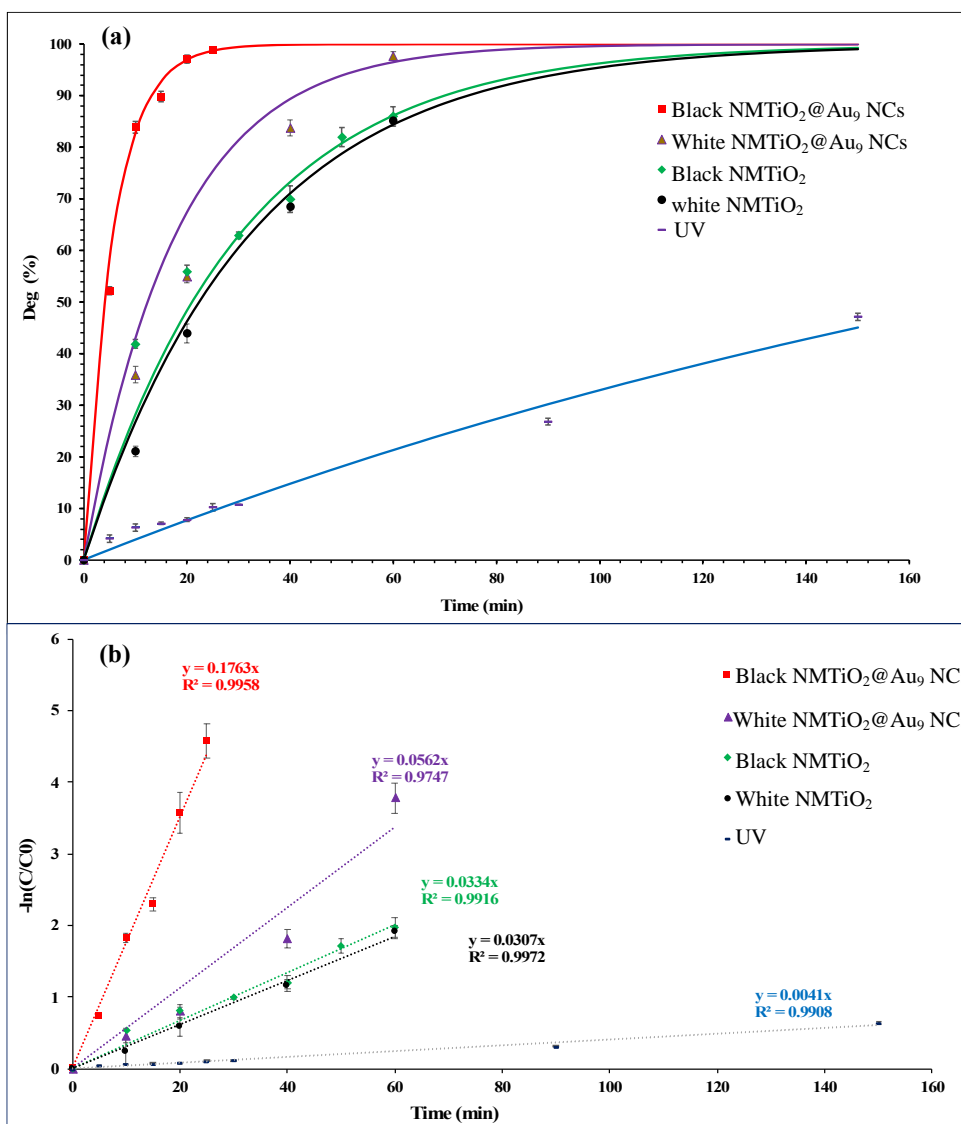 (a)
100
90
80
70
60
50
40
30
20
10
0
Deg (%)
Black NMTiO₂@Au₉ NCs
White NMTiO₂@Au₉ NCs
Black NMTiO₂
white NMTiO₂
UV
0 20 40 60 80 100 120 140 160
Time (min)
(b)
6
5
4
3
2
1
0
-ln(C/C0)
y = 0.1763x
R² = 0.9958
y = 0.0562x
R² = 0.9747
y = 0.0334x
R² = 0.9916
y = 0.0307x
R² = 0.9972
y = 0.0041x
R² = 0.9908
Black NMTiO₂@Au₉ NC
White NMTiO₂@Au₉ NC
Black NMTiO₂
White NMTiO₂
UV
0 20 40 60 80 100 120 140 160
Time (min)